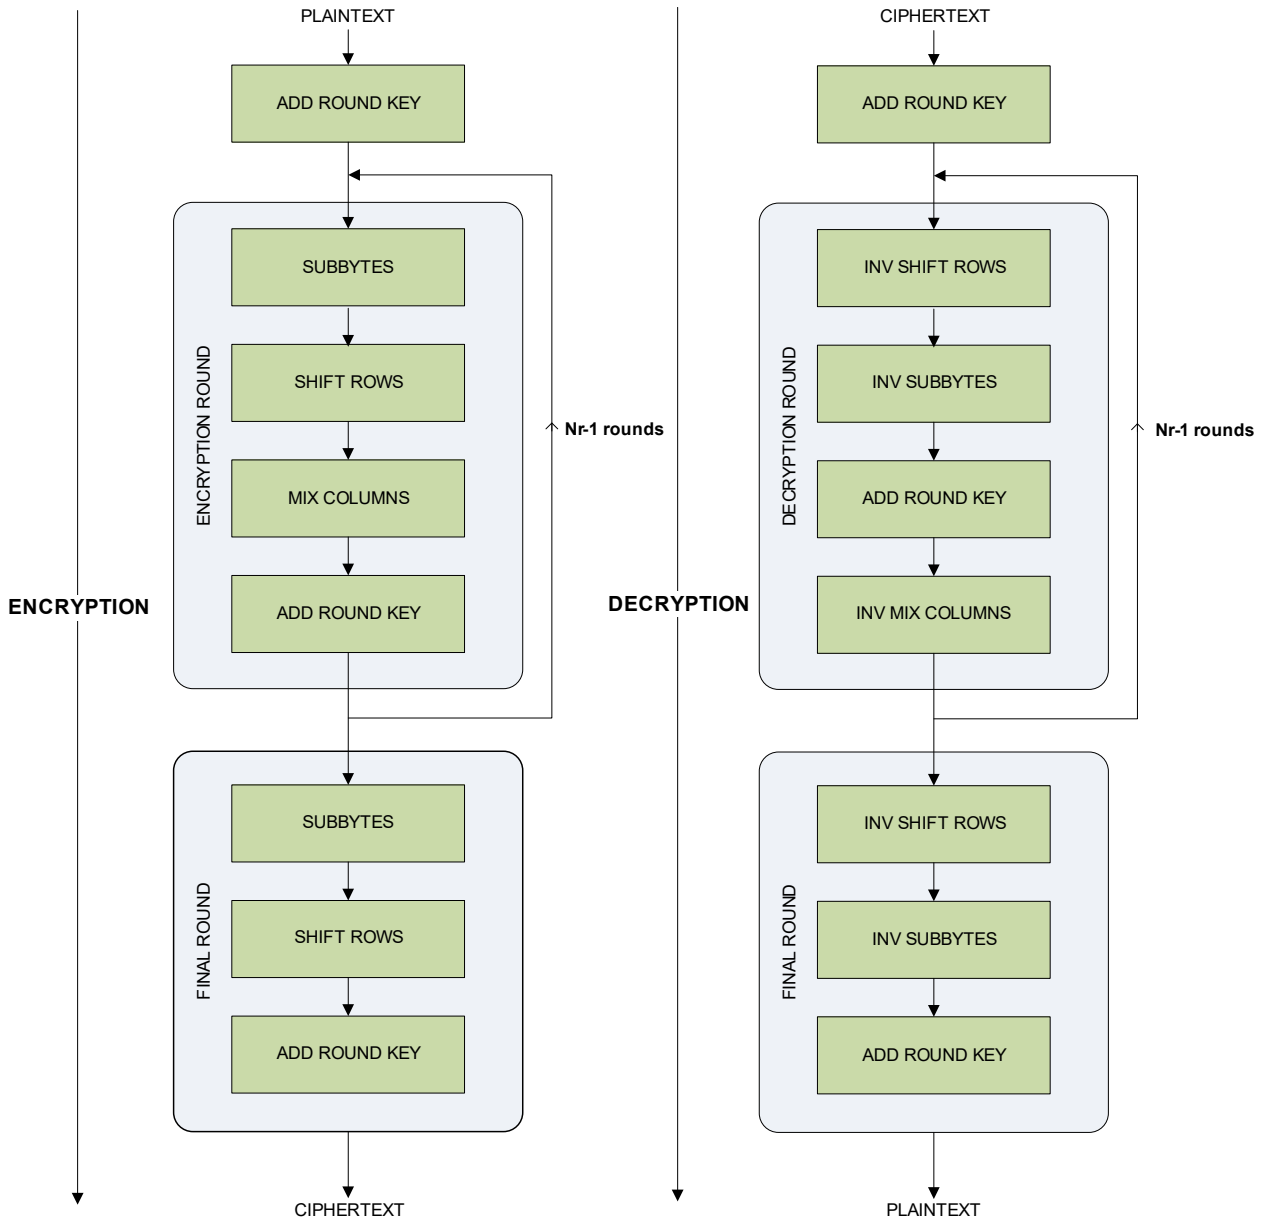 PLAINTEXT
ADD ROUND KEY
ENCRYPTION ROUND
SUBBYTES
SHIFT ROWS
MIX COLUMNS
ADD ROUND KEY
Nr-1 rounds
ENCRYPTION
FINAL ROUND
SUBBYTES
SHIFT ROWS
ADD ROUND KEY
CIPHERTEXT
CIPHERTEXT
ADD ROUND KEY
DECRYPTION ROUND
INV SHIFT ROWS
INV SUBBYTES
ADD ROUND KEY
INV MIX COLUMNS
Nr-1 rounds
DECRYPTION
FINAL ROUND
INV SHIFT ROWS
INV SUBBYTES
ADD ROUND KEY
PLAINTEXT